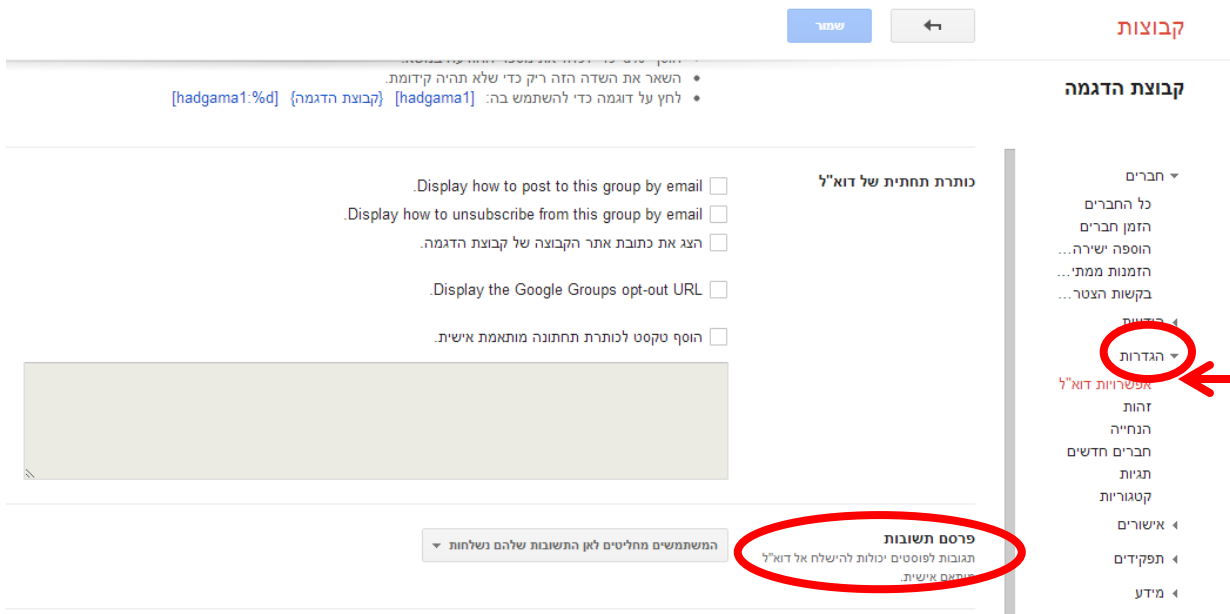 קבוצות
שמור
קבוצת הדגמה
השאר את השדה הזה ריק כדי שלא תהיה קידומת.
לחץ על דוגמה כדי להשתמש בה: [hadgama1] {קבוצת הדגמה} [hadgama1:%d]
חברים
כל החברים
הזמן חברים
הוספה ישירה...
הזמנות ממתי...
בקשות הצטר...
הודעות
הגדרות
אפשרויות דוא"ל
זהות
הנחייה
חברים חדשים
תגיות
קטגוריות
אישורים
תפקידים
מידע
כותרת תחתית של דוא"ל
Display how to post to this group by email.
Display how to unsubscribe from this group by email.
הצג את כתובת אתר הקבוצה של קבוצת הדגמה.
Display the Google Groups opt-out URL.
הוסף טקסט לכותרת תחתונה מותאמת אישית.
פרסם תשובות
תגובות לפוסטים יכולות להישלח אל דוא"ל
מותאם אישית.
המשתמשים מחליטים לאן התשובות שלהם נשלחות